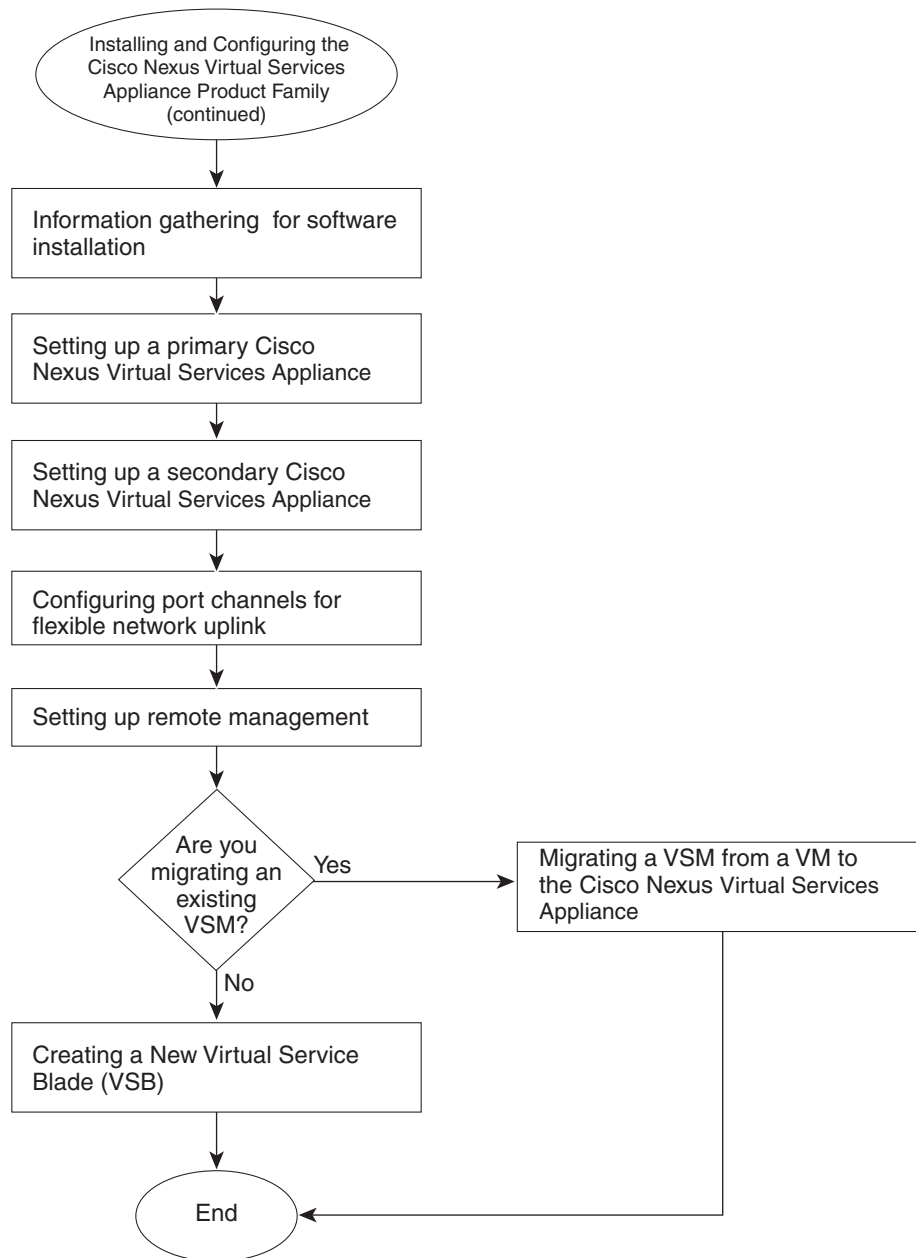 Installing and Configuring the
Cisco Nexus Virtual Services
Appliance Product Family
(continued)
Information gathering for software
installation
Setting up a primary Cisco
Nexus Virtual Services Appliance
Setting up a secondary Cisco
Nexus Virtual Services Appliance
Configuring port channels for
flexible network uplink
Setting up remote management
Are you
migrating an
existing
VSM?
Yes
Migrating a VSM from a VM to
the Cisco Nexus Virtual Services
Appliance
No
Creating a New Virtual Service
Blade (VSB)
End